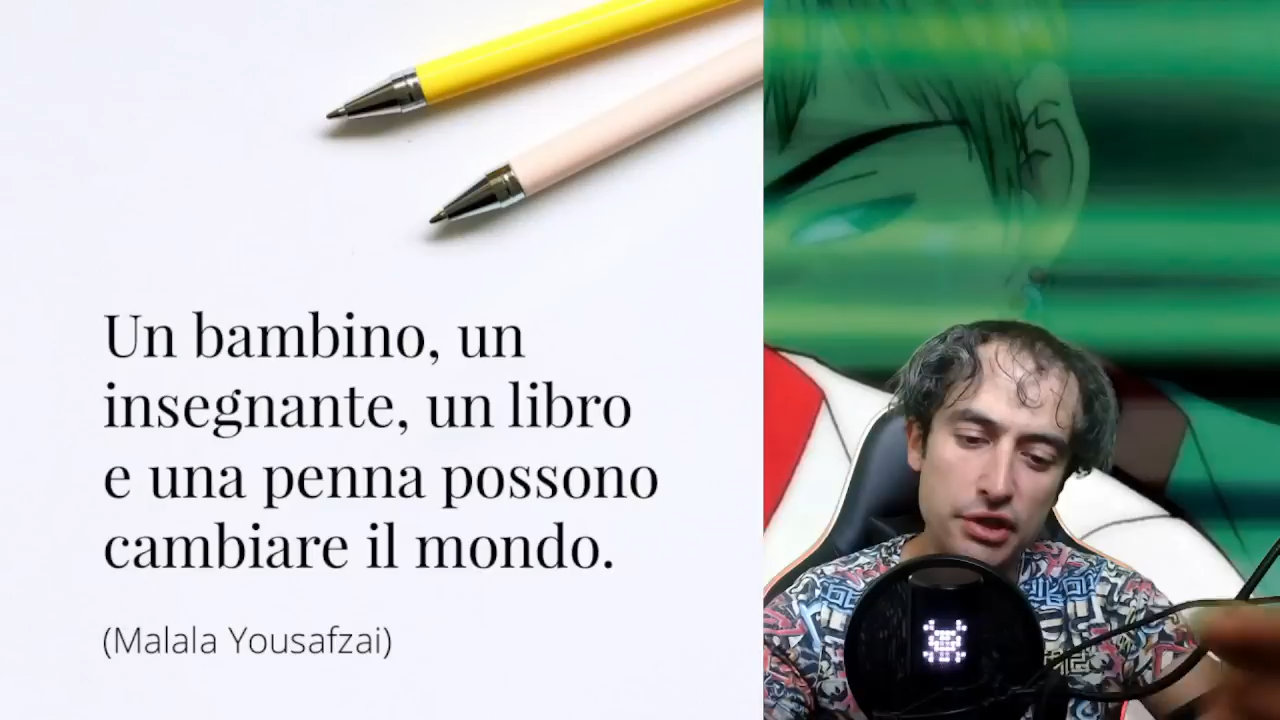 Un bambino, un
insegnante, un libro
e una penna possono
cambiare il mondo.
(Malala Yousafzai)